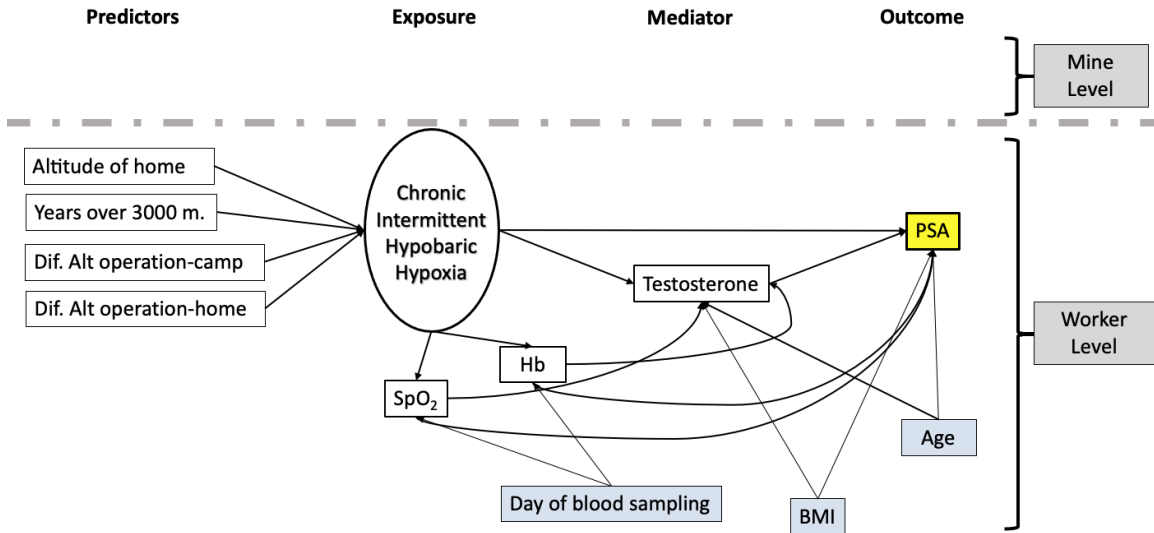 Predictors
Exposure
Mediator
Outcome
Mine
Level
Altitude of home
Years over 3000 m.
Dif. Alt operation-camp
Dif. Alt operation-home
Chronic
Intermittent
Hypobaric
Hypoxia
PSA
Testosterone
Hb
SpO₂
Worker
Level
Age
Day of blood sampling
BMI